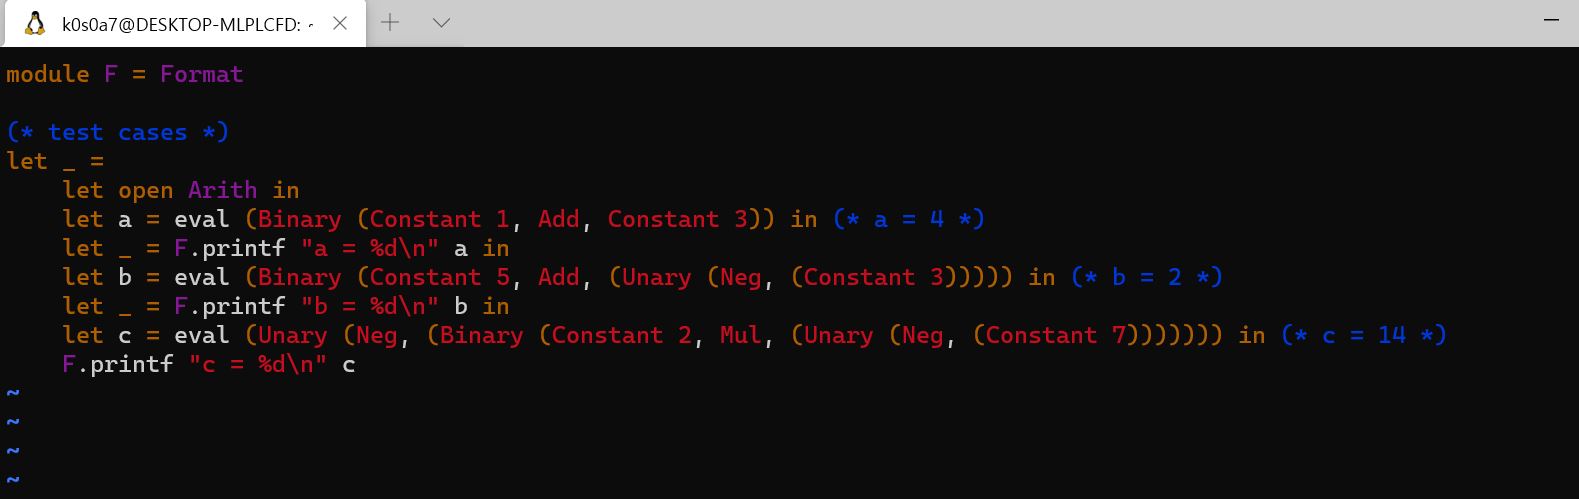 k0s0a7@DESKTOP-MLPLCFD: ~
module F = Format
(* test cases *)
let _ =
    let open Arith in
    let a = eval (Binary (Constant 1, Add, Constant 3)) in (* a = 4 *)
    let _ = F.printf "a = %d\n" a in
    let b = eval (Binary (Constant 5, Add, (Unary (Neg, (Constant 3))))) in (* b = 2 *)
    let _ = F.printf "b = %d\n" b in
    let c = eval (Unary (Neg, (Binary (Constant 2, Mul, (Unary (Neg, (Constant 7))))))) in (* c = 14 *)
    F.printf "c = %d\n" c
~
~
~
~